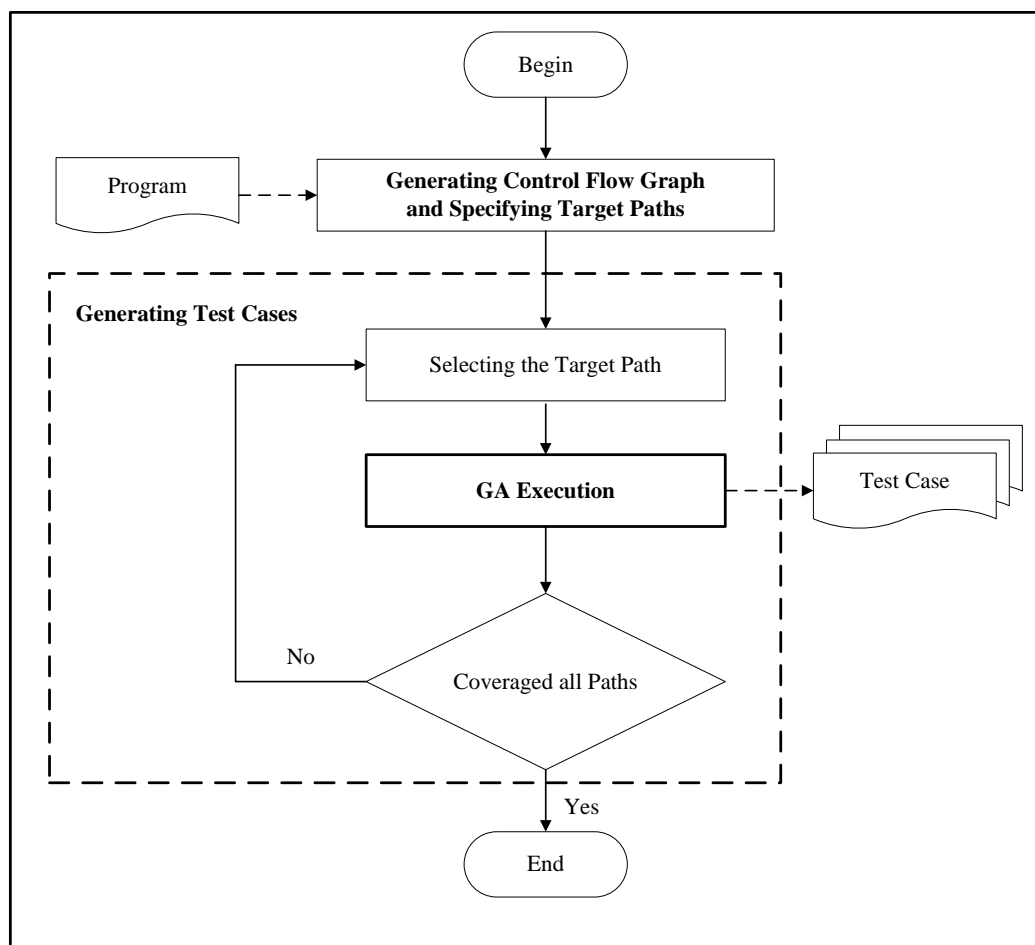 Begin
Program
Generating Control Flow Graph
and Specifying Target Paths
Generating Test Cases
Selecting the Target Path
GA Execution
Test Case
No
Coveraged all Paths
Yes
End